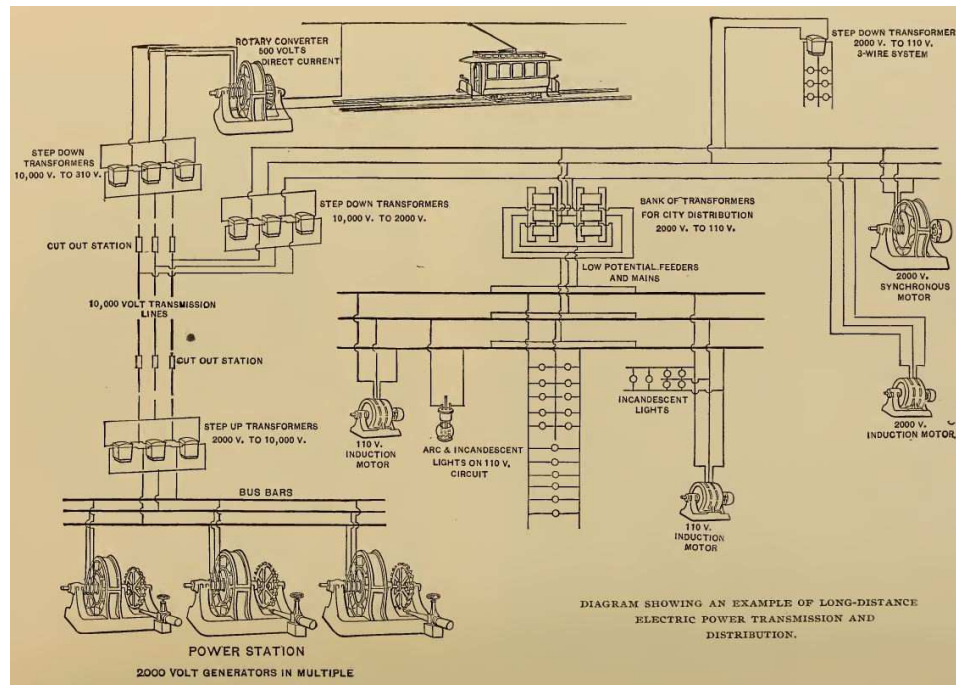 ROTARY CONVERTER
500 VOLTS
DIRECT CURRENT
STEP DOWN TRANSFORMER
2000 V. TO 110 V.
3-WIRE SYSTEM
STEP DOWN
TRANSFORMERS
10,000 V. TO 310 V.
STEP DOWN TRANSFORMERS
10,000 V. TO 2000 V.
BANK OF TRANSFORMERS
FOR CITY DISTRIBUTION
2000 V. TO 110 V.
CUT OUT STATION
LOW POTENTIAL FEEDERS
AND MAINS
2000 V.
SYNCHRONOUS
MOTOR
10,000 VOLT TRANSMISSION
LINES
CUT OUT STATION
INCANDESCENT
LIGHTS
STEP UP TRANSFORMERS
2000 V. TO 10,000 V.
110 V.
INDUCTION
MOTOR
ARC & INCANDESCENT
LIGHTS ON 110 V.
CIRCUIT
2000 V.
INDUCTION MOTOR
BUS BARS
110 V.
INDUCTION
MOTOR
POWER STATION
2000 VOLT GENERATORS IN MULTIPLE
DIAGRAM SHOWING AN EXAMPLE OF LONG-DISTANCE
ELECTRIC POWER TRANSMISSION AND
DISTRIBUTION.